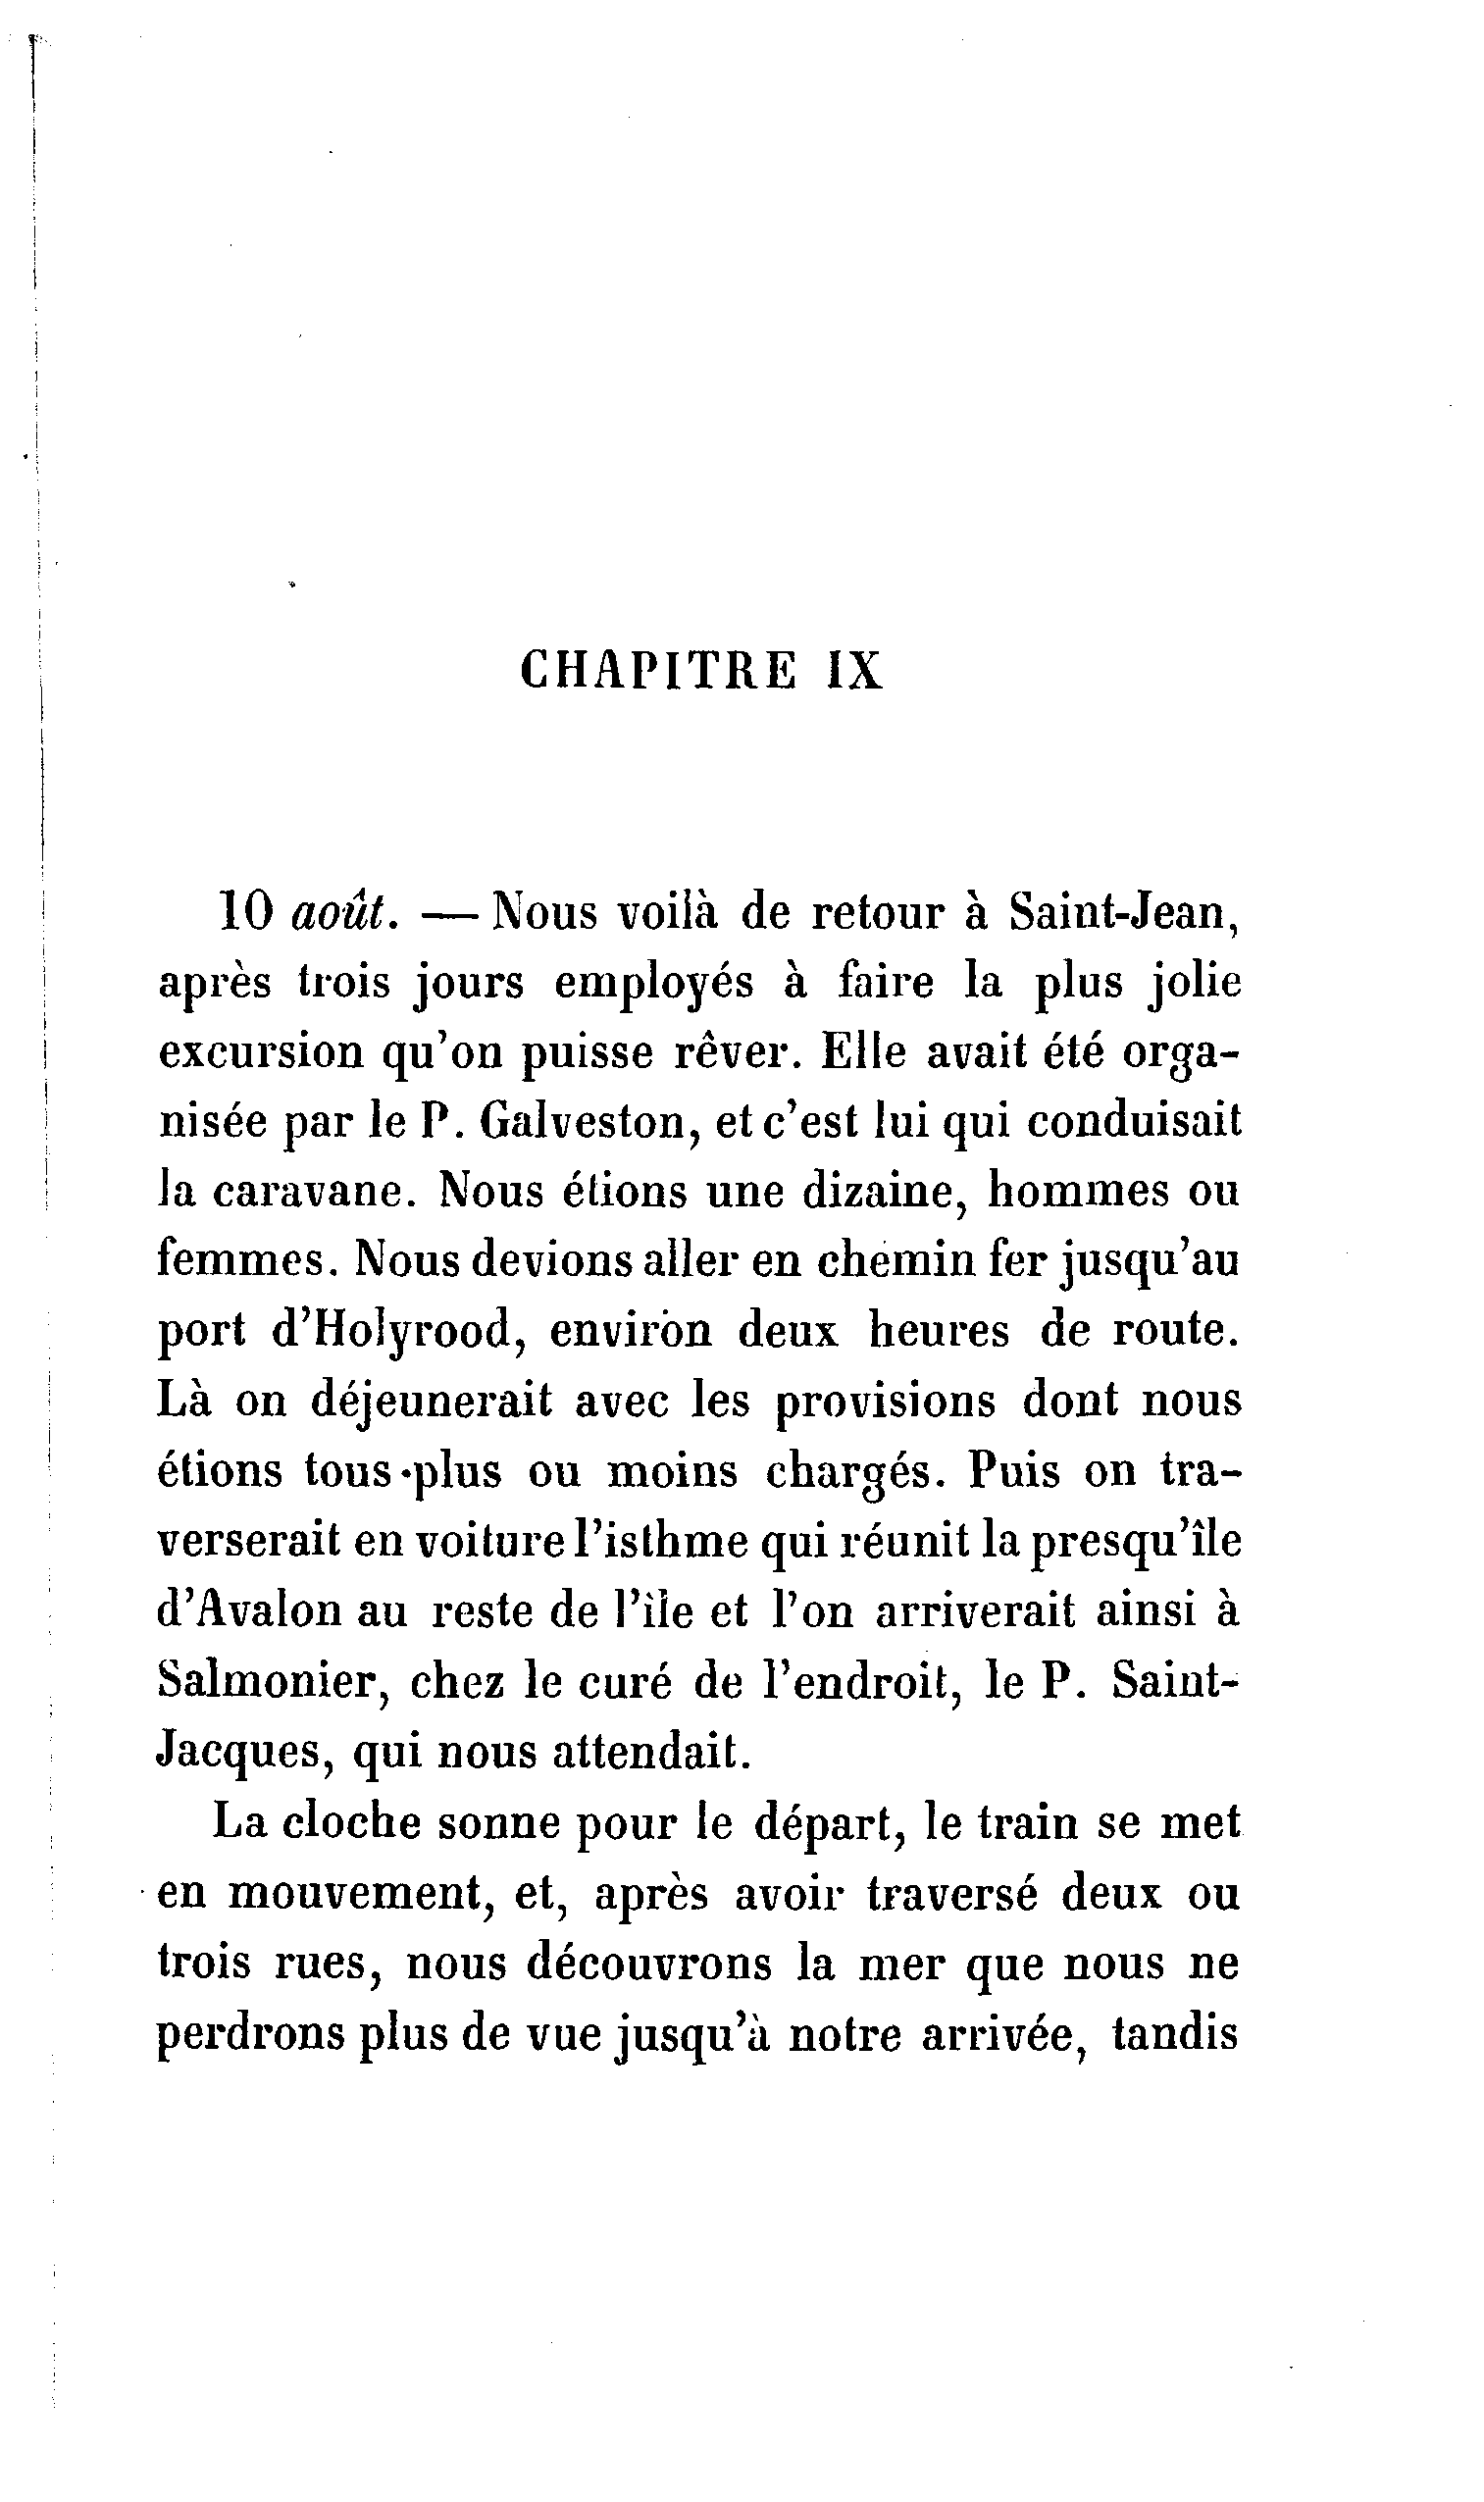 CHAPITRE IX
10 août. — Nous voilà de retour à Saint-Jean,
après trois jours employés à faire la plus jolie
excursion qu'on puisse rêver. Elle avait été orga-
nisée par le P. Galveston, et c'est lui qui conduisait
la caravane. Nous étions une dizaine, hommes ou
femmes. Nous devions aller en chemin fer jusqu'au
port d'Holyrood, environ deux heures de route.
Là on déjeunerait avec les provisions dont nous
étions tous plus ou moins chargés. Puis on tra-
verserait en voiture l'isthme qui réunit la presqu'île
d'Avalon au reste de l'île et l'on arriverait ainsi à
Salmonier, chez le curé de l'endroit, le P. Saint-
Jacques, qui nous attendait.
La cloche sonne pour le départ, le train se met
en mouvement, et, après avoir traversé deux ou
trois rues, nous découvrons la mer que nous ne
perdrons plus de vue jusqu'à notre arrivée, tandis